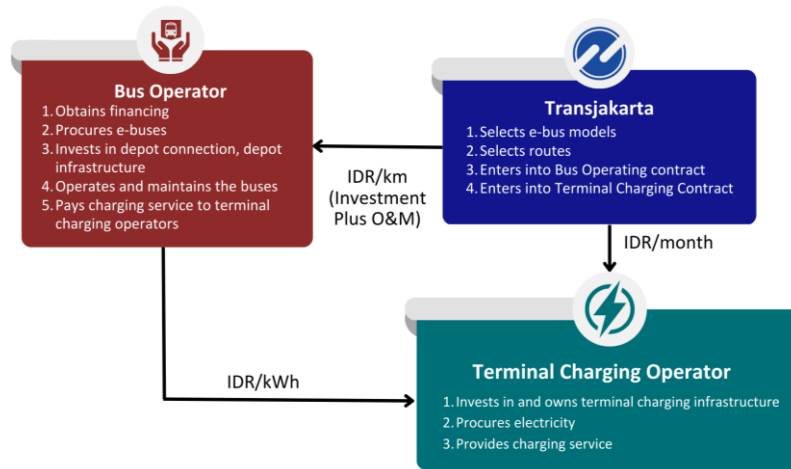 Bus Operator
1. Obtains financing
2. Procures e-buses
3. Invests in depot connection, depot
infrastructure
4. Operates and maintains the buses
5. Pays charging service to terminal
charging operators
Transjakarta
1. Selects e-bus models
2. Selects routes
3. Enters into Bus Operating contract
4. Enters into Terminal Charging Contract
IDR/km
(Investment
Plus O&M)
IDR/month
IDR/kWh
Terminal Charging Operator
1. Invests in and owns terminal charging infrastructure
2. Procures electricity
3. Provides charging service